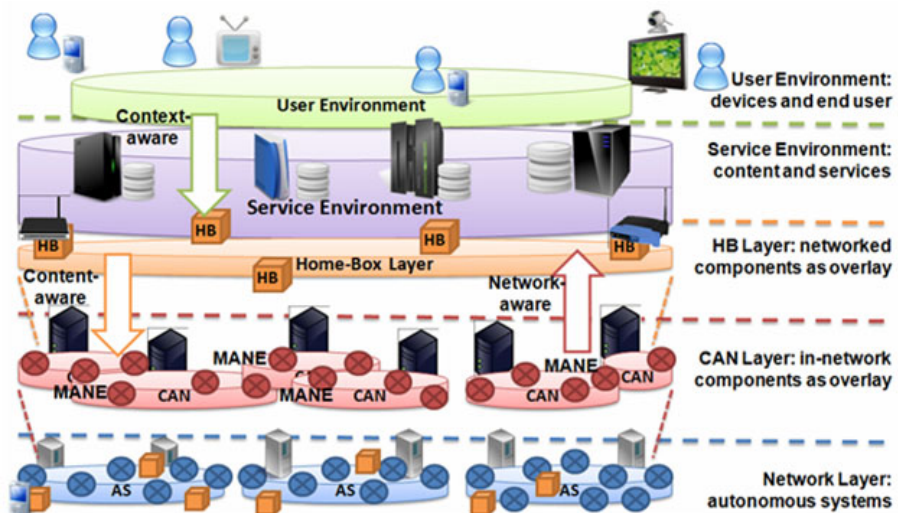 User Environment:
devices and end user
User Environment
Context-
aware
Service Environment:
content and services
Service Environment
HB
HB
HB
HB
HB
HB Layer: networked
components as overlay
Home-Box Layer
Content-
aware
Network-
aware
MANE
MANE
CAN Layer: in-network
components as overlay
CAN
MANE
CAN
MANE
CAN
CAN
AS
AS
AS
Network Layer:
autonomous systems